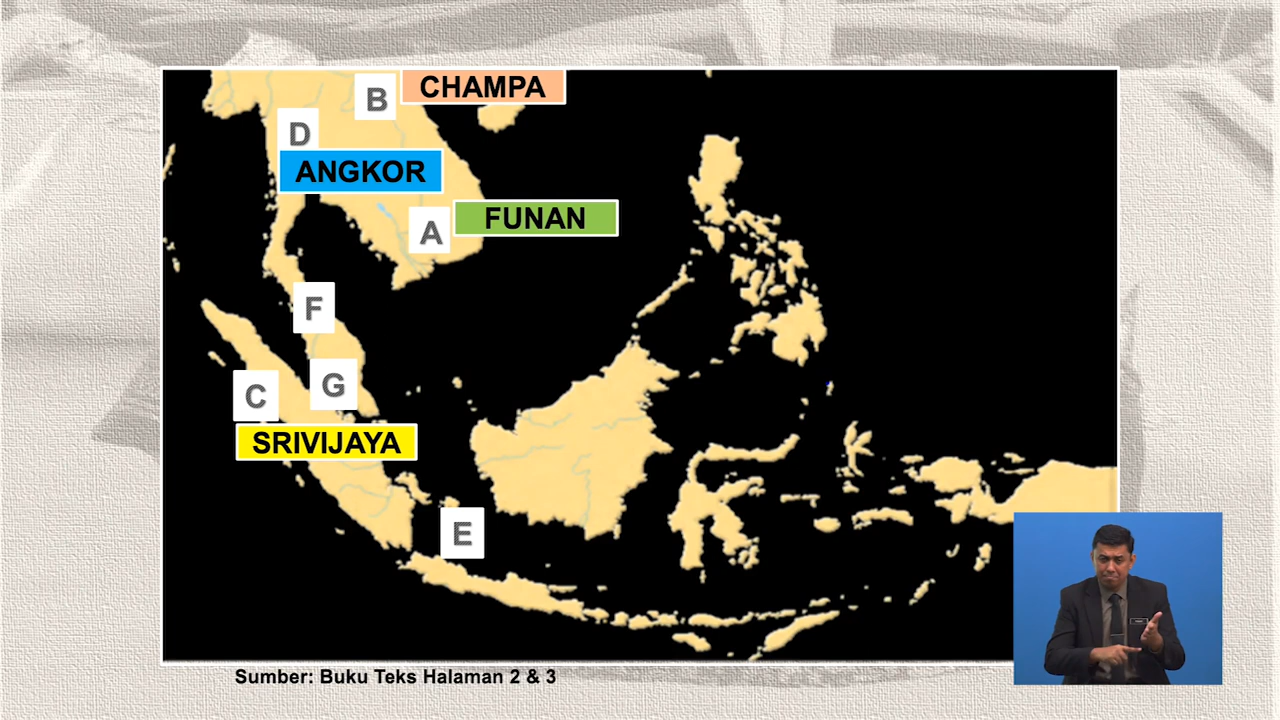 B
CHAMPA
D
ANGKOR
A
FUNAN
F
C
G
SRIVIJAYA
E
Sumber: Buku Teks Halaman 2 & 3